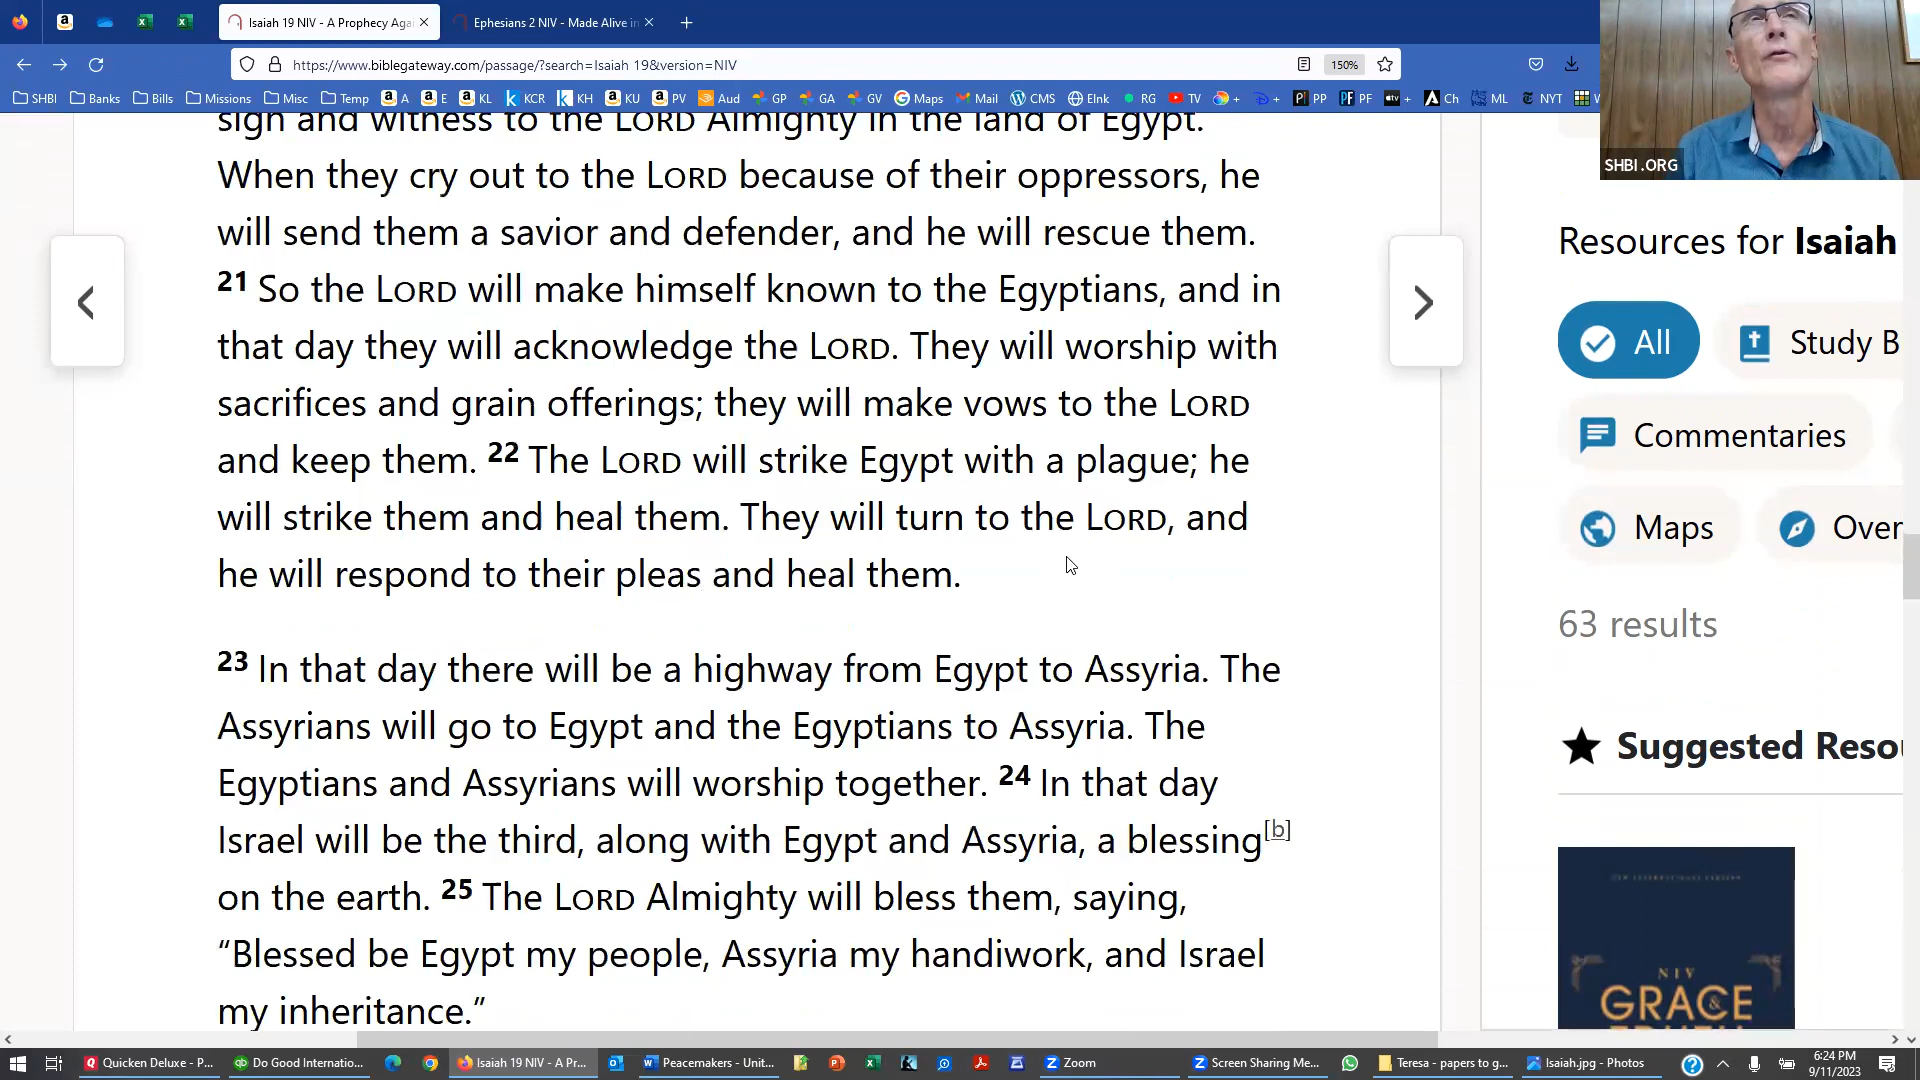 Isaiah 19 NIV - A Prophecy Aga
Ephesians 2 NIV - Made Alive in
https://www.biblegateway.com/passage/?search=Isaiah 19&version=NIV
150%
SHBI
Banks
Bills
Missions
Misc
Temp
A
E
KL
KCR
KH
KU
PV
Aud
GP
GA
GV
Maps
Mail
CMS
EInk
RG
TV
+
+
PP
PF
+
Ch
ML
NYT
SHBI.ORG
sign and witness to the LORD Almighty in the land of Egypt.
When they cry out to the LORD because of their oppressors, he
will send them a savior and defender, and he will rescue them.
21 So the LORD will make himself known to the Egyptians, and in
that day they will acknowledge the LORD. They will worship with
sacrifices and grain offerings; they will make vows to the LORD
and keep them. 22 The LORD will strike Egypt with a plague; he
will strike them and heal them. They will turn to the LORD, and
he will respond to their pleas and heal them.
23 In that day there will be a highway from Egypt to Assyria. The
Assyrians will go to Egypt and the Egyptians to Assyria. The
Egyptians and Assyrians will worship together. 24 In that day
Israel will be the third, along with Egypt and Assyria, a blessing[b]
on the earth. 25 The LORD Almighty will bless them, saying,
“Blessed be Egypt my people, Assyria my handiwork, and Israel
my inheritance.”
Resources for Isaiah
All
Study B
Commentaries
Maps
Over
63 results
Suggested Reso
NIV
GRACE
&
TRUTH
Quicken Deluxe - P...
Do Good Internatio...
Isaiah 19 NIV - A Pr...
Peacemakers - Unit...
Zoom
Screen Sharing Me...
Teresa - papers to g...
Isaiah.jpg - Photos
6:24 PM
9/11/2023